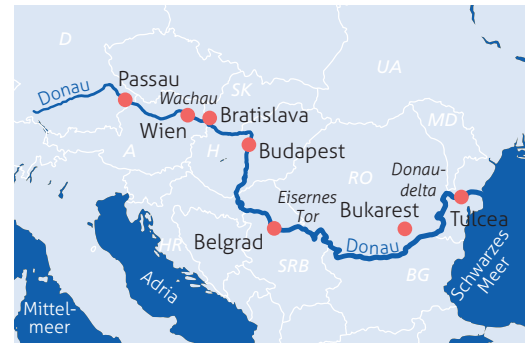 D
Donau
Passau
Wachau
SK
UA
Wien
Bratislava
A
H
Budapest
MD
RO
Donau-
delta
Eisernes
Tor
Bukarest
Tulcea
Belgrad
Donau
HR
SRB
BG
Adria
Schwarzes
Meer
Mittel-
meer